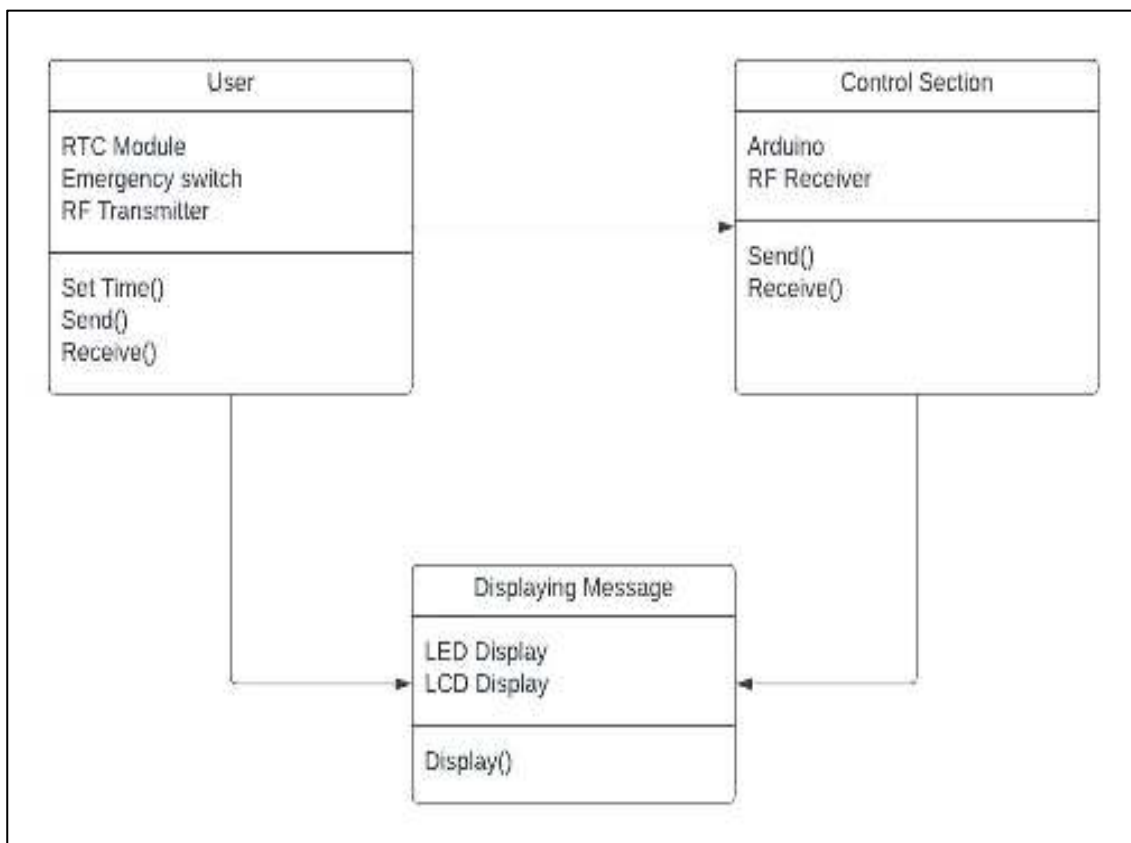 User
RTC Module
Emergency switch
RF Transmitter
Set Time()
Send()
Receive()
Control Section
Arduino
RF Receiver
Send()
Receive()
Displaying Message
LED Display
LCD Display
Display()